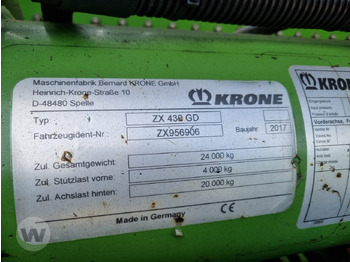 Maschinenfabrik Bernard KRONE GmbH
Heinrich-Krone-Straße 10
D-48480 Spelle
KRONE
Typ ZX 430 GD
Fahrzeugident-Nr.: ZX956906 Baujahr 2017
Zul. Gesamtgewicht 24.000 kg
Zul. Stützlast vorne 4.000 kg
Zul. Achslast hinten 20.000 kg
Made in Germany CE
KRONE
W